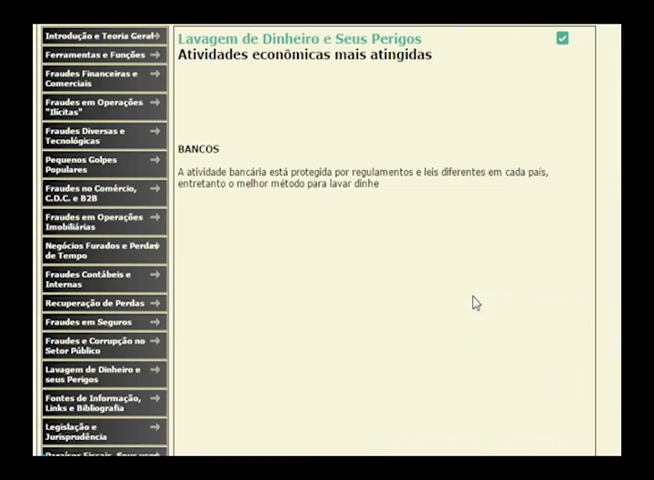 Introdução e Teoria Geral
Ferramentas e Funções
Fraudes Financeiras e
Comerciais
Fraudes em Operações
"Ilícitas"
Fraudes Diversas e
Tecnológicas
Pequenos Golpes
Populares
Fraudes no Comércio,
C.D.C. e B2B
Fraudes em Operações
Imobiliárias
Negócios Furados e Perdas
de Tempo
Fraudes Contábeis e
Internas
Recuperação de Perdas
Fraudes em Seguros
Fraudes e Corrupção no
Setor Público
Lavagem de Dinheiro e
seus Perigos
Fontes de Informação,
Links e Bibliografia
Legislação e
Jurisprudência
Paraísos Fiscais, Seus usos
Lavagem de Dinheiro e Seus Perigos
Atividades econômicas mais atingidas
BANCOS
A atividade bancária está protegida por regulamentos e leis diferentes em cada país,
entretanto o melhor método para lavar dinhe